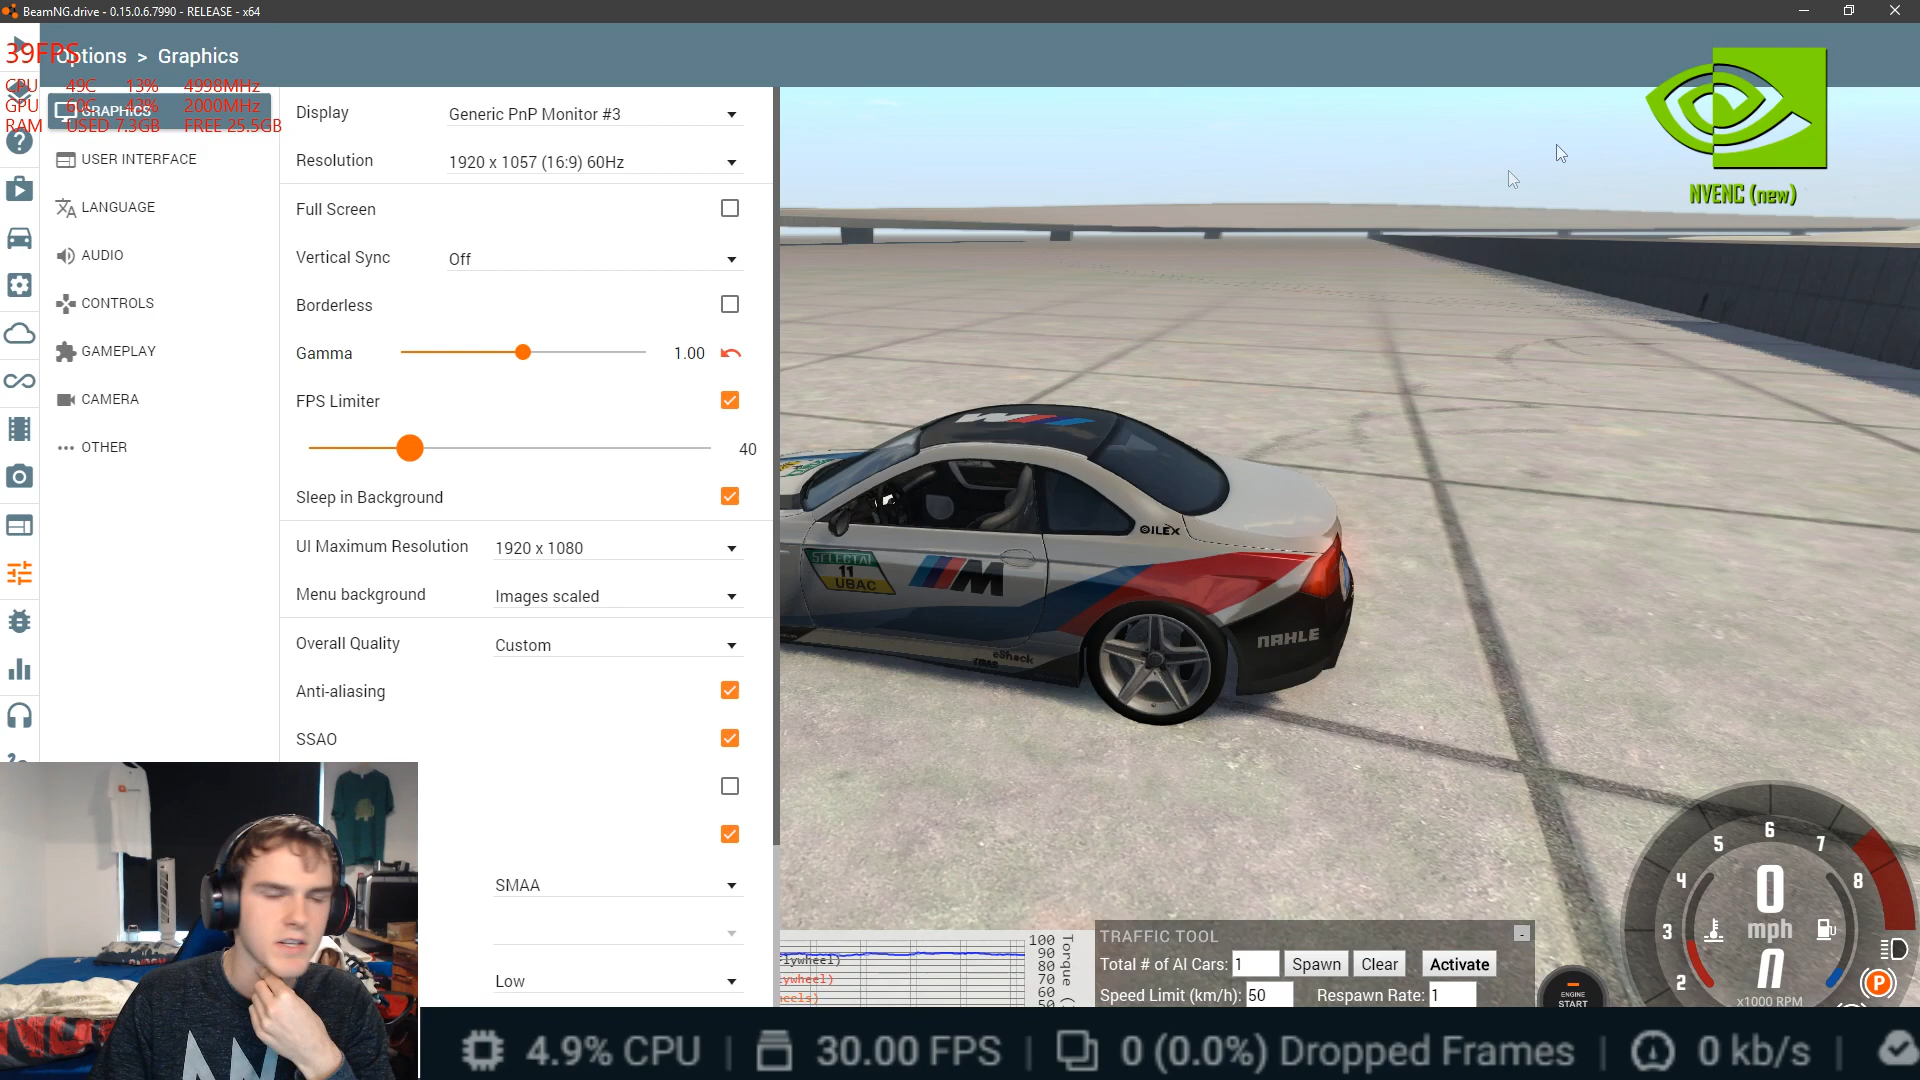 BeamNG.drive - 0.15.0.6.7990 - RELEASE - x64
39FPS
Options > Graphics
CPU 49C 13% 4998MHz
GPU 60C 43% 2000MHz
RAM USED 7.3GB FREE 25.5GB
GRAPHICS
USER INTERFACE
LANGUAGE
AUDIO
CONTROLS
GAMEPLAY
CAMERA
OTHER
Display Generic PnP Monitor #3
Resolution 1920 x 1057 (16:9) 60Hz
Full Screen
Vertical Sync Off
Borderless
Gamma 1.00
FPS Limiter
40
Sleep in Background
UI Maximum Resolution 1920 x 1080
Menu background Images scaled
Overall Quality Custom
Anti-aliasing
SSAO
SMAA
Low
NVENC (new)
M
OILEX
SELECTA
11
UBAC
M
NAHLE
eShock
lywheel)
ywheel)
eels)
100
90
80
70
60
50
Torque (
TRAFFIC TOOL -
Total # of AI Cars: 1 Spawn Clear Activate
Speed Limit (km/h): 50 Respawn Rate: 1
ENGINE
START
2 3 4 5 6 7 8
0
mph
n
x1000 RPM
P
4.9% CPU | 30.00 FPS | 0 (0.0%) Dropped Frames | 0 kb/s |